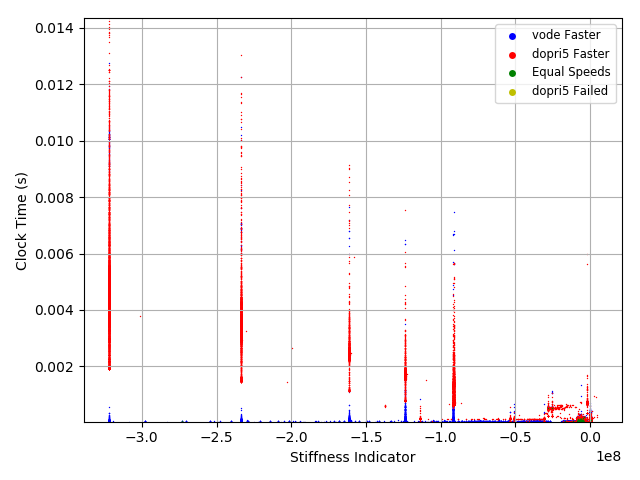 vode Faster
dopri5 Faster
Equal Speeds
dopri5 Failed
0.014
0.012
0.010
0.008
0.006
0.004
0.002
Clock Time (s)
−3.0 −2.5 −2.0 −1.5 −1.0 −0.5 0.0
1e8
Stiffness Indicator